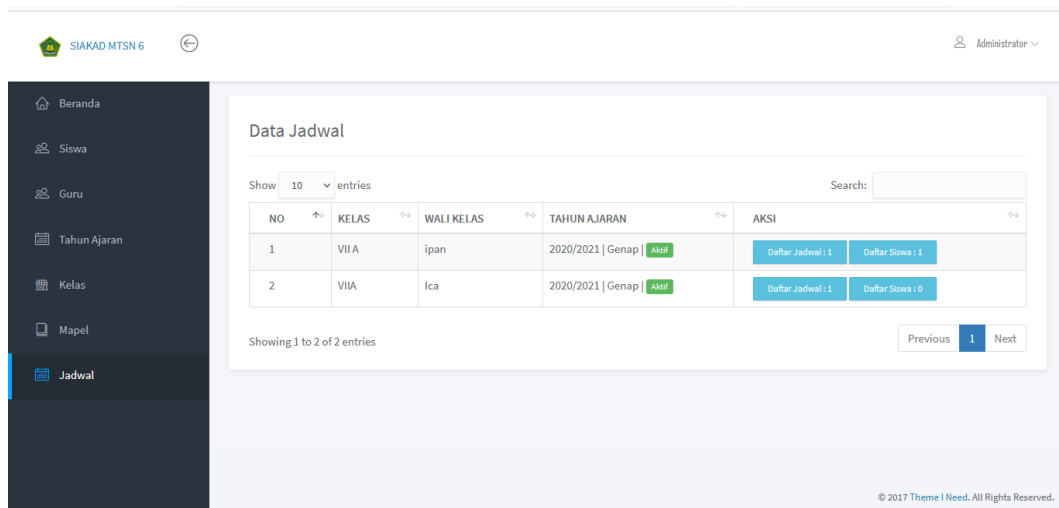 SIAKAD MTSN 6
Administrator
Beranda
Siswa
Guru
Tahun Ajaran
Kelas
Mapel
Jadwal
Data Jadwal
Show 10 entries
Search:
NO KELAS WALI KELAS TAHUN AJARAN AKSI
1 VII A ipan 2020/2021 | Genap | Aktif Daftar Jadwal : 1 Daftar Siswa : 1
2 VIIA Ica 2020/2021 | Genap | Aktif Daftar Jadwal : 1 Daftar Siswa : 0
Showing 1 to 2 of 2 entries
Previous 1 Next
© 2017 Theme I Need. All Rights Reserved.